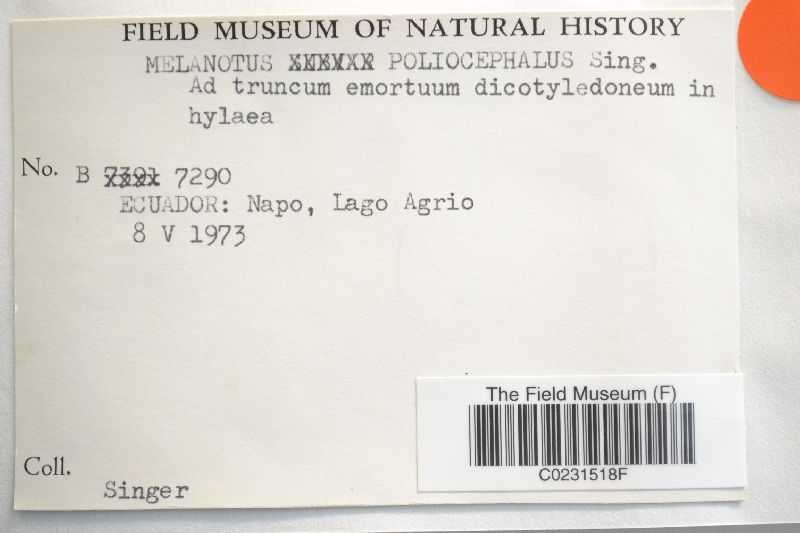 FIELD MUSEUM OF NATURAL HISTORY
MELANOTUS POLIOCEPHALUS Sing.
Ad truncum emortuum dicotyledoneum in
hylaea
No. B 7290
ECUADOR: Napo, Lago Agrio
8 V 1973
The Field Museum (F)
C0231518F
Coll.
Singer